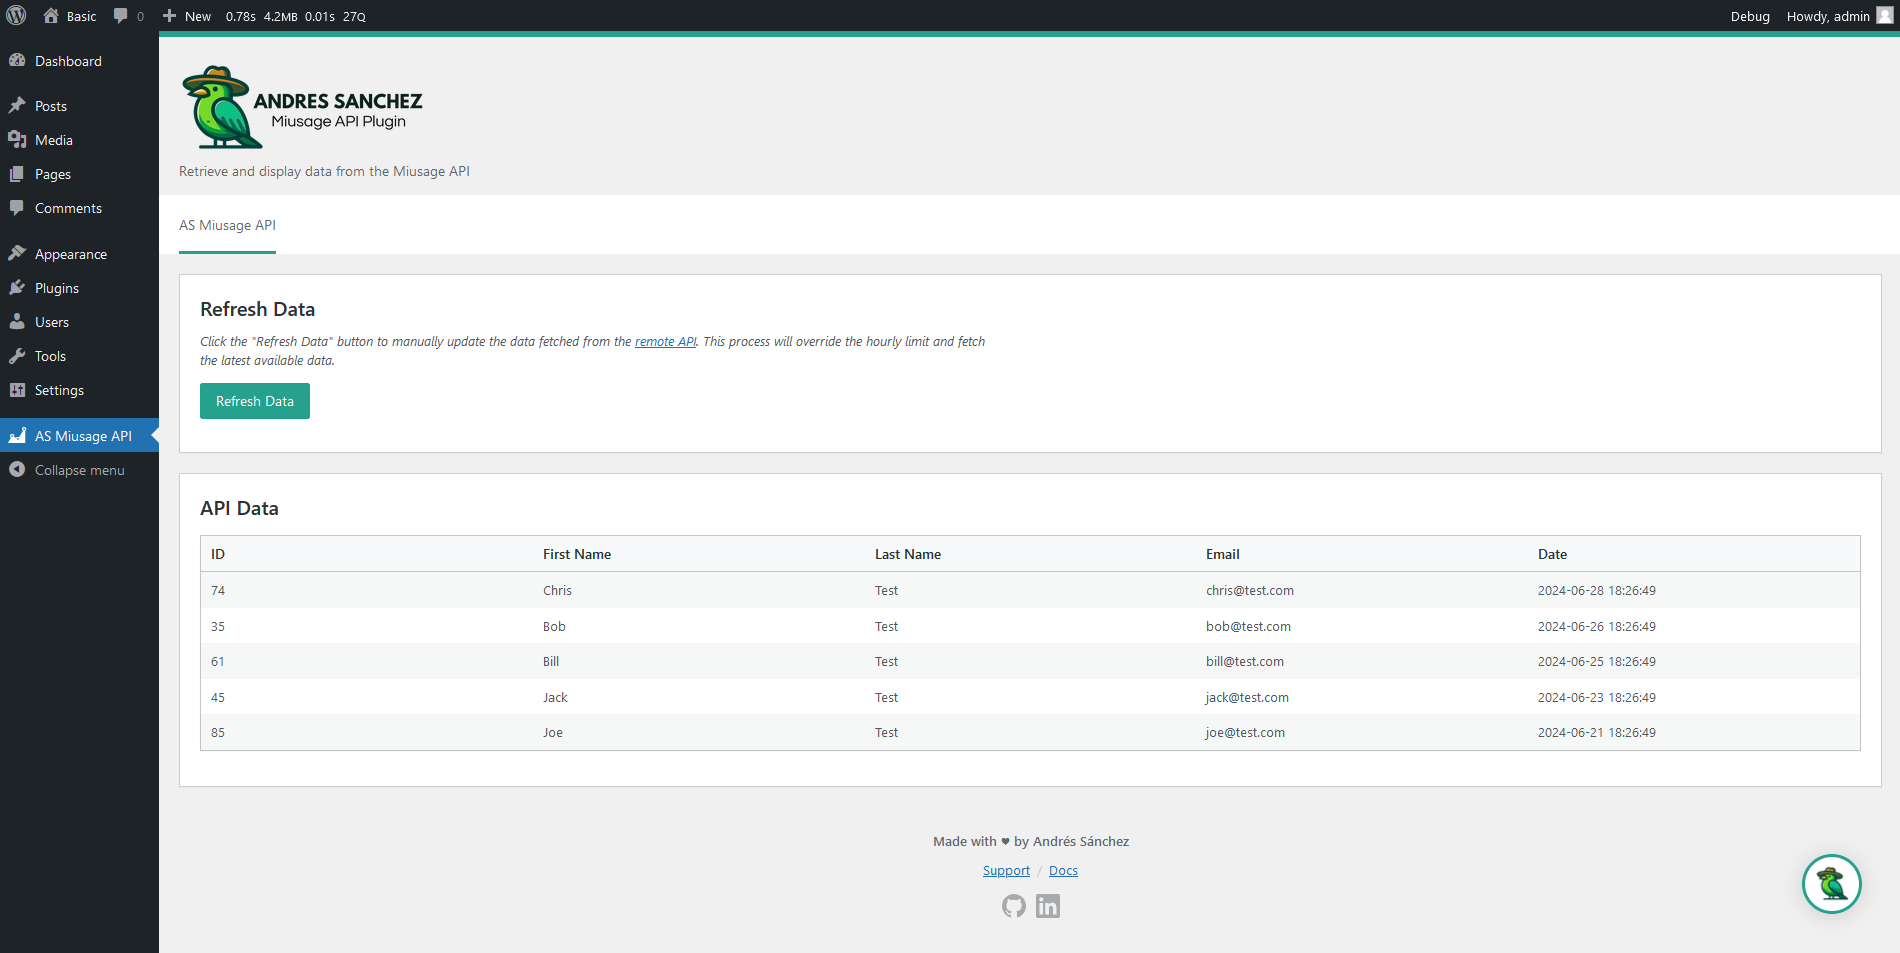 Basic 0 New 0.78s 4.2MB 0.01s 27Q Debug Howdy, admin
Dashboard
Posts
Media
Pages
Comments
Appearance
Plugins
Users
Tools
Settings
AS Miusage API
Collapse menu
ANDRES SANCHEZ
Miusage API Plugin
Retrieve and display data from the Miusage API
AS Miusage API
Refresh Data
Click the "Refresh Data" button to manually update the data fetched from the remote API. This process will override the hourly limit and fetch
the latest available data.
Refresh Data
API Data
ID First Name Last Name Email Date
74 Chris Test chris@test.com 2024-06-28 18:26:49
35 Bob Test bob@test.com 2024-06-26 18:26:49
61 Bill Test bill@test.com 2024-06-25 18:26:49
45 Jack Test jack@test.com 2024-06-23 18:26:49
85 Joe Test joe@test.com 2024-06-21 18:26:49
Made with ♥ by Andrés Sánchez
Support / Docs
in